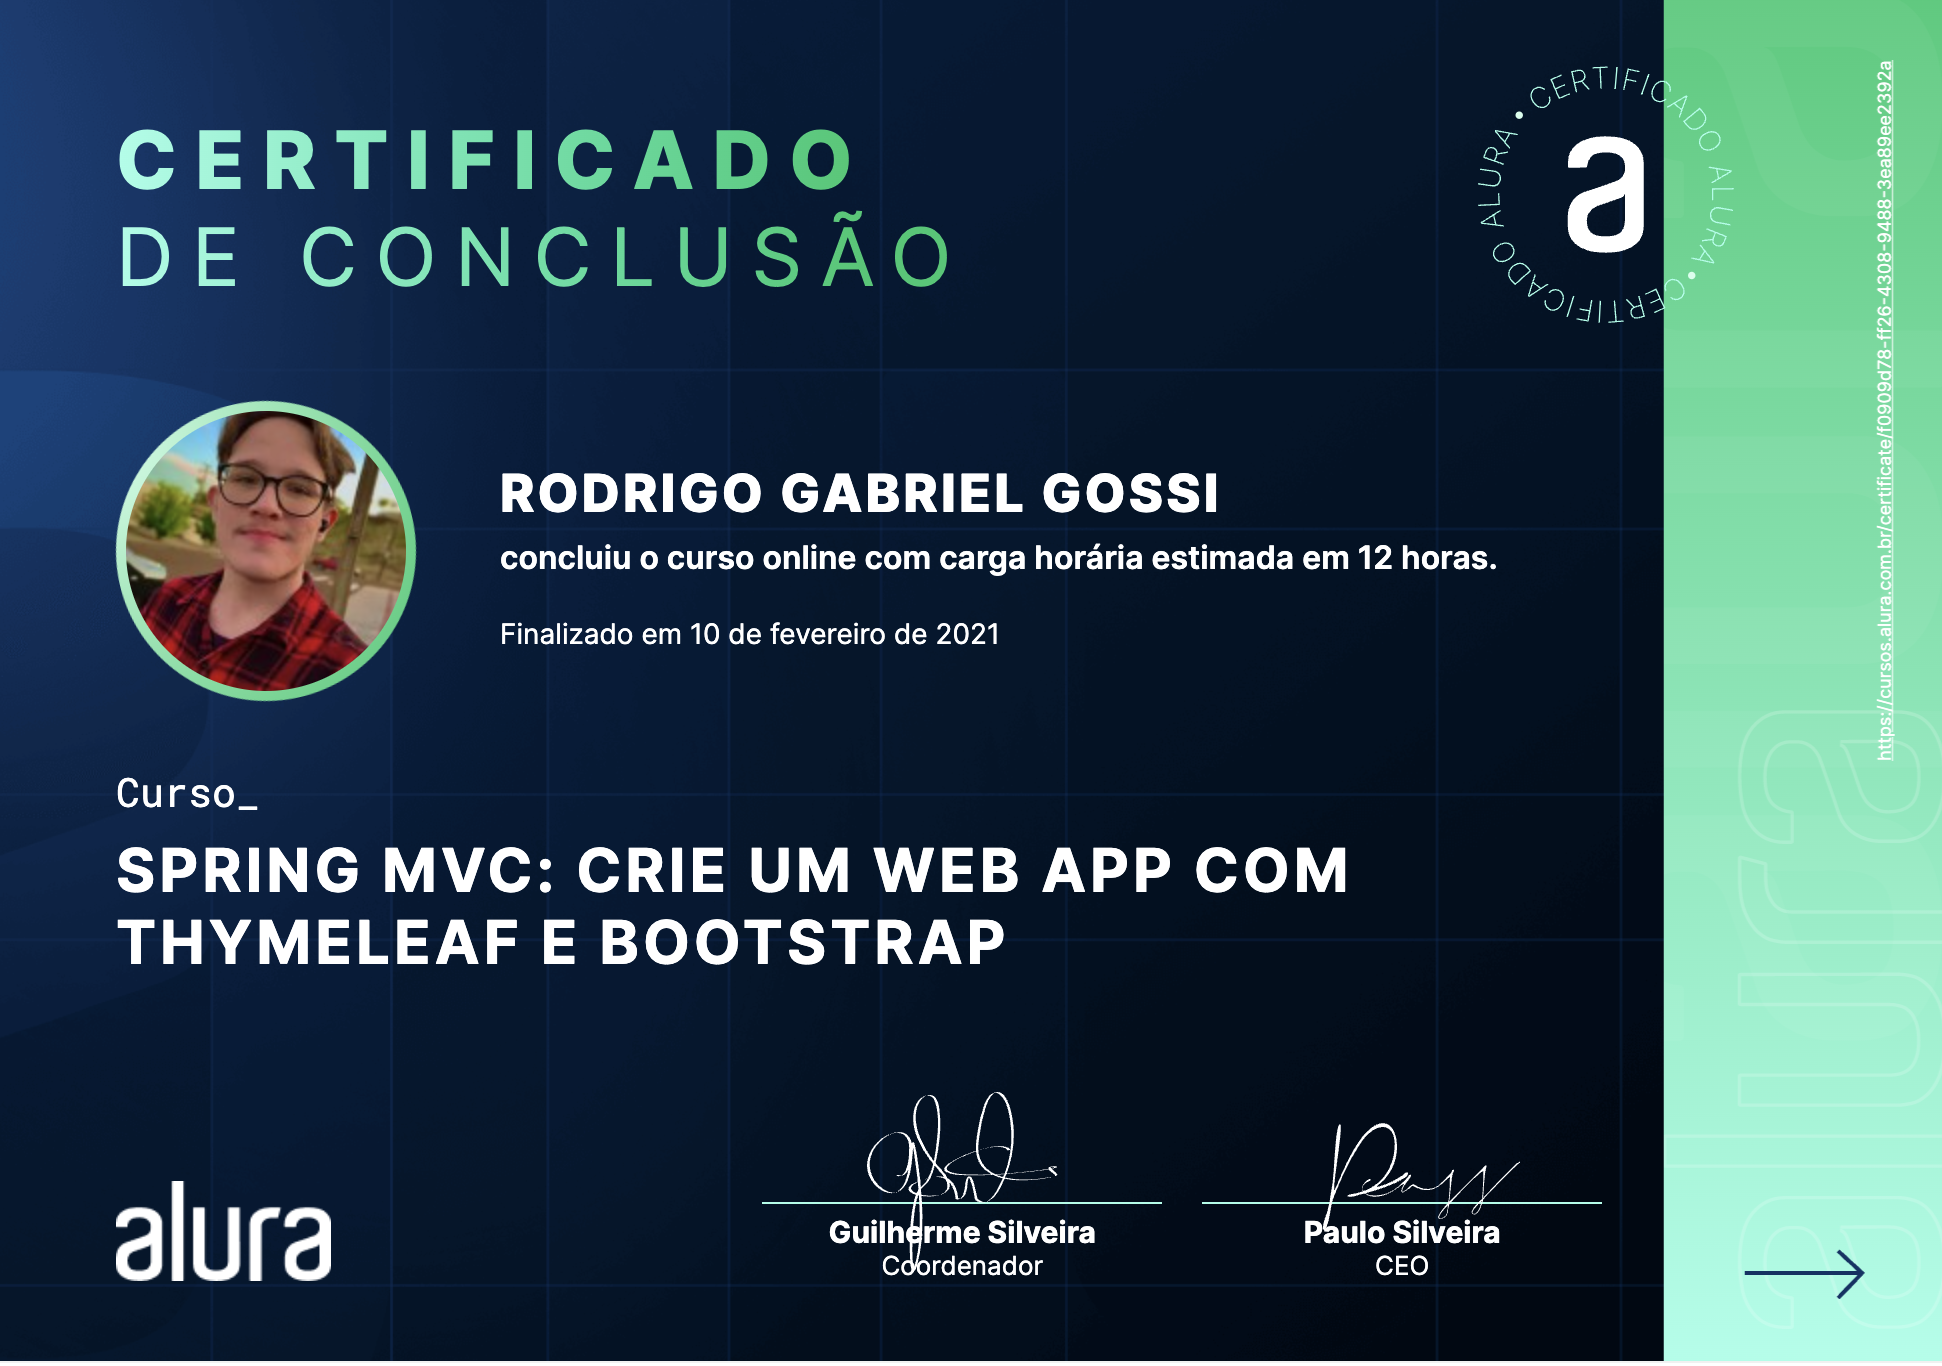 CERTIFICADO
DE CONCLUSÃO
CERTIFICADO ALURA • CERTIFICADO ALURA •
a
https://cursos.alura.com.br/certificate/f0909d78-ff26-4308-9488-3ea89ee2392a
RODRIGO GABRIEL GOSSI
concluiu o curso online com carga horária estimada em 12 horas.
Finalizado em 10 de fevereiro de 2021
Curso_
SPRING MVC: CRIE UM WEB APP COM
THYMELEAF E BOOTSTRAP
alura
Guilherme Silveira
Coordenador
Paulo Silveira
CEO
alura